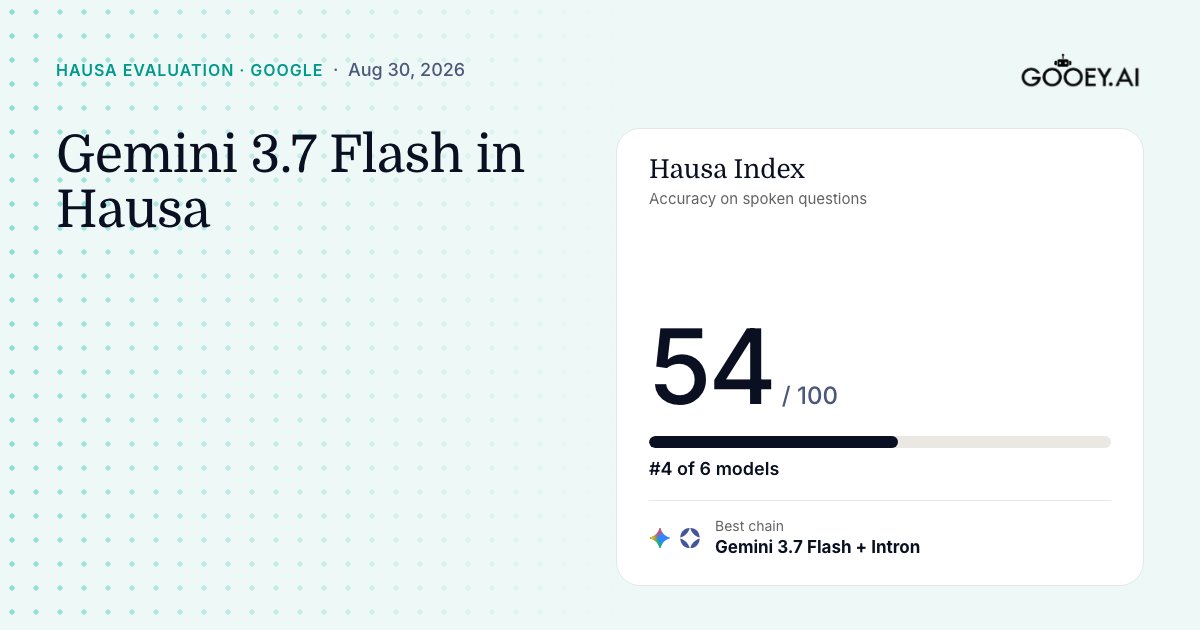 HAUSA EVALUATION · GOOGLE · Aug 30, 2026
GOOEY.AI
Gemini 3.7 Flash in
Hausa
Hausa Index
Accuracy on spoken questions
54 / 100
#4 of 6 models
Best chain
Gemini 3.7 Flash + Intron